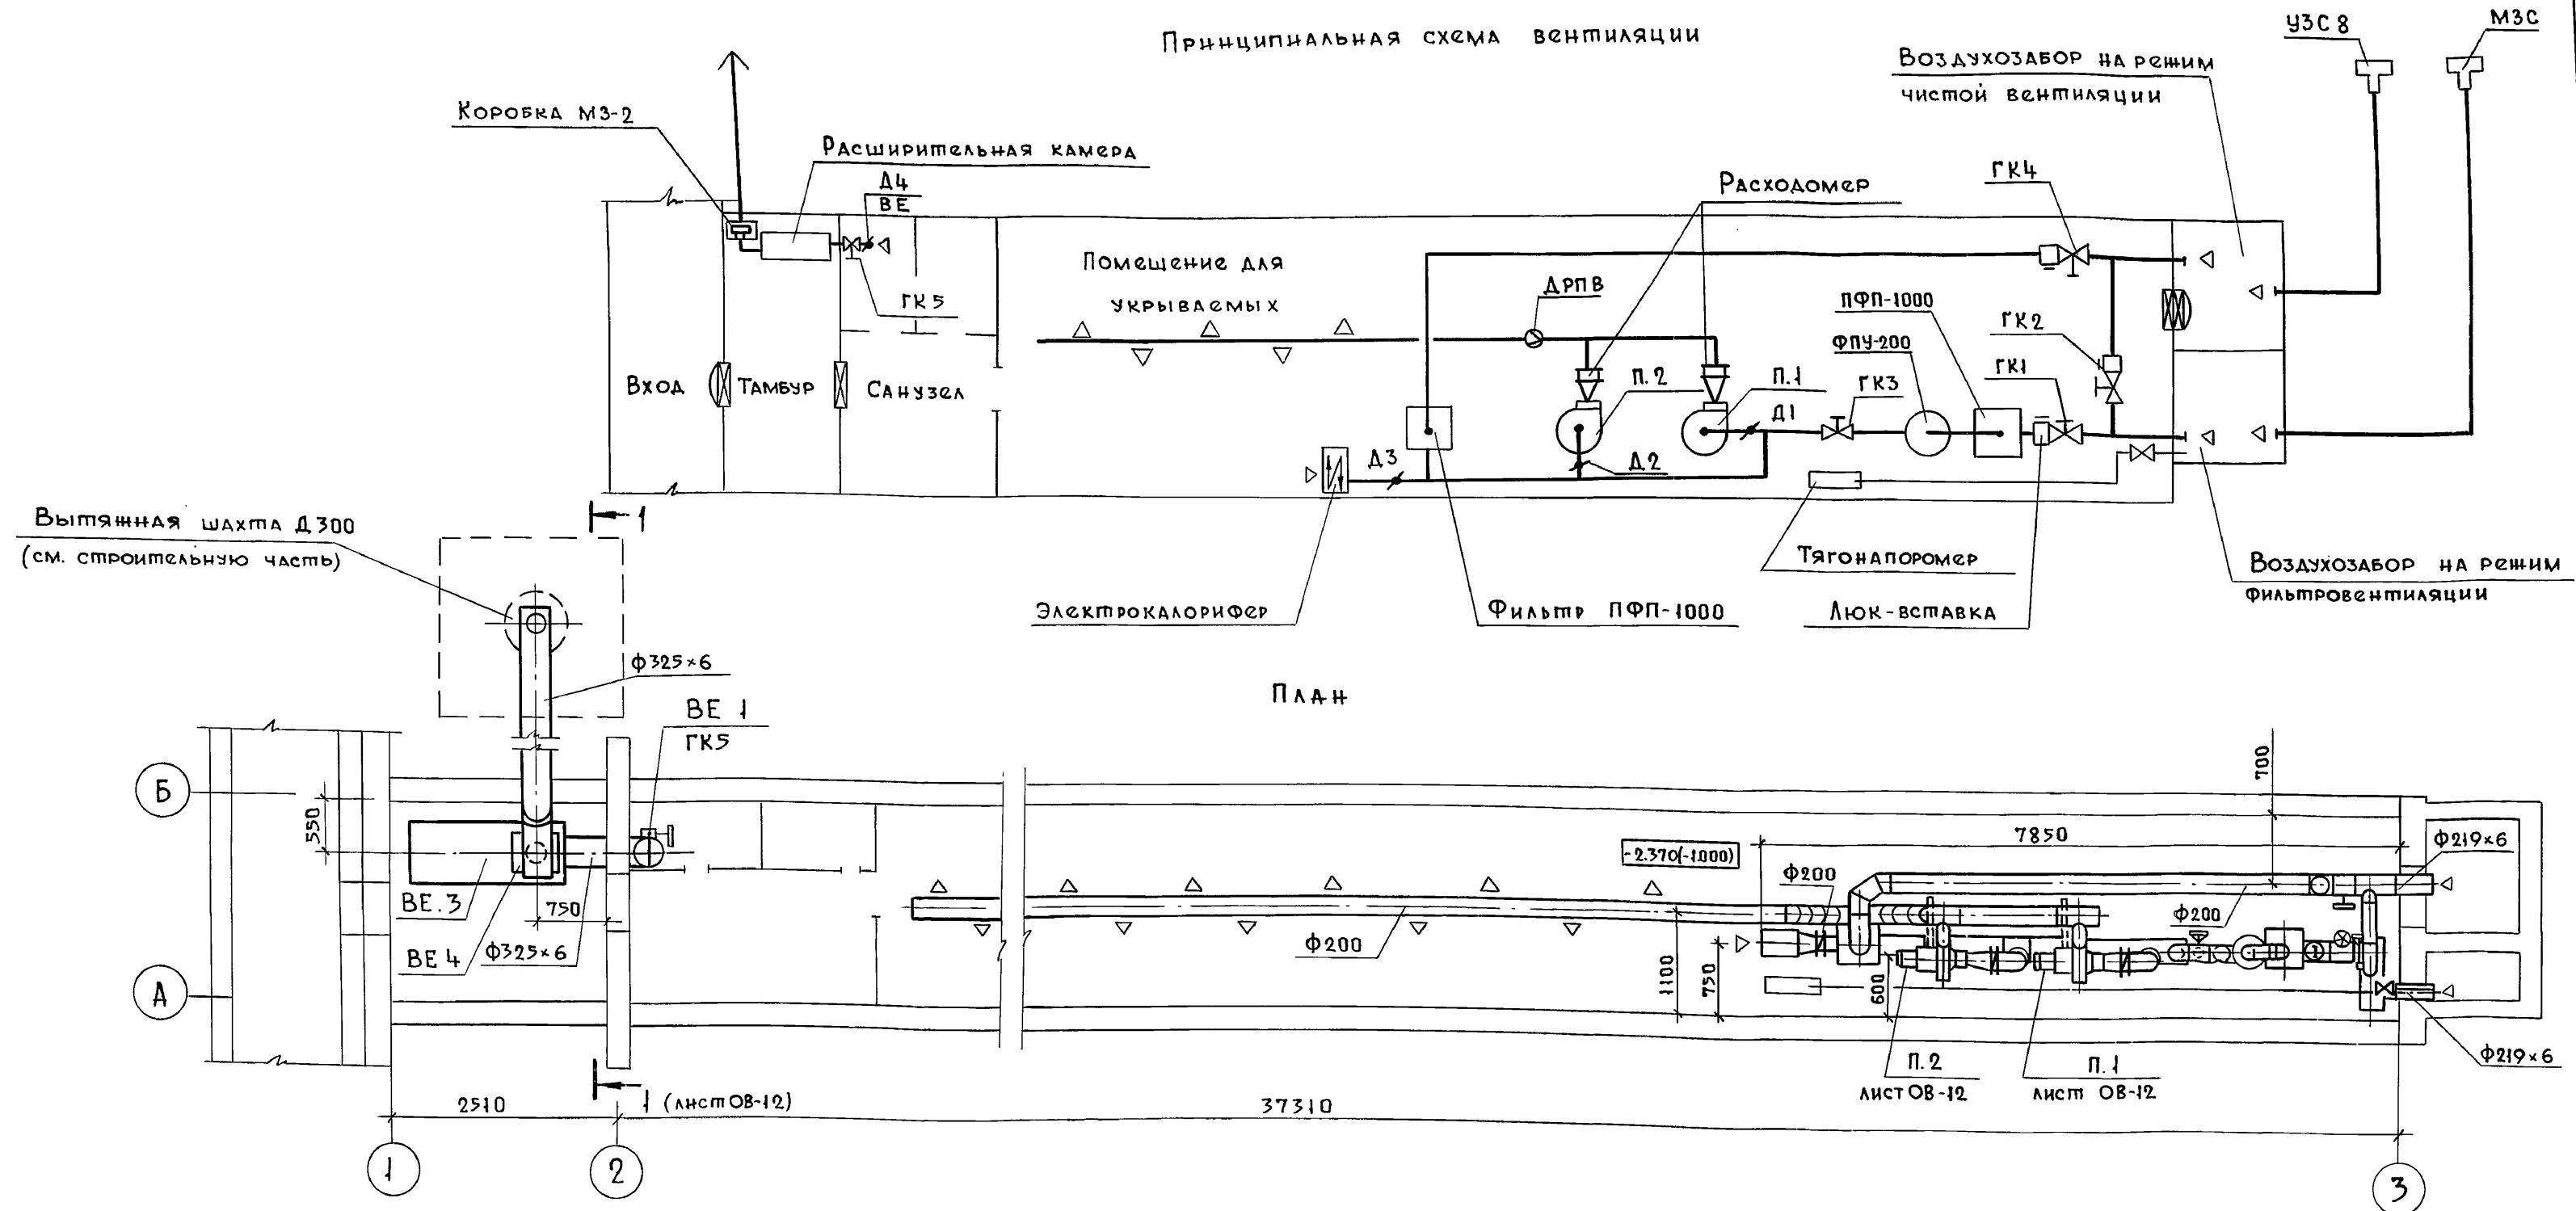 Принципиальная схема вентиляции
УЗС 8
МЗС
Воздухозабор на режим
чистой вентиляции
Коробка МЗ-2
Расширительная камера
Д4
ВЕ
Расходомер
ГК4
ГК5
Помещение для
укрываемых
ДРПВ
ПФП-1000
ФПУ-200
ГК2
ГК1
Вход
Тамбур
Санузел
П.2
П.1
ГК3
Д1
Д3
Д.2
1
Вытяжная шахта Д300
(см. строительную часть)
Тягонапоромер
Воздухозабор на режим
фильтровентиляции
Электрокалорифер
Фильтр ПФП-1000
Люк-вставка
План
Ф325×6
ВЕ 1
ГК5
Б
550
700
7850
-2.370(-1.000)
Ф219×6
Ф200
ВЕ.3
750
Ф200
Ф200
ВЕ 4
Ф325×6
А
1100
750
600
Ф219×6
П.2
лист ОВ-12
П.1
лист ОВ-12
2510
1 (лист ОВ-12)
37310
1
2
3